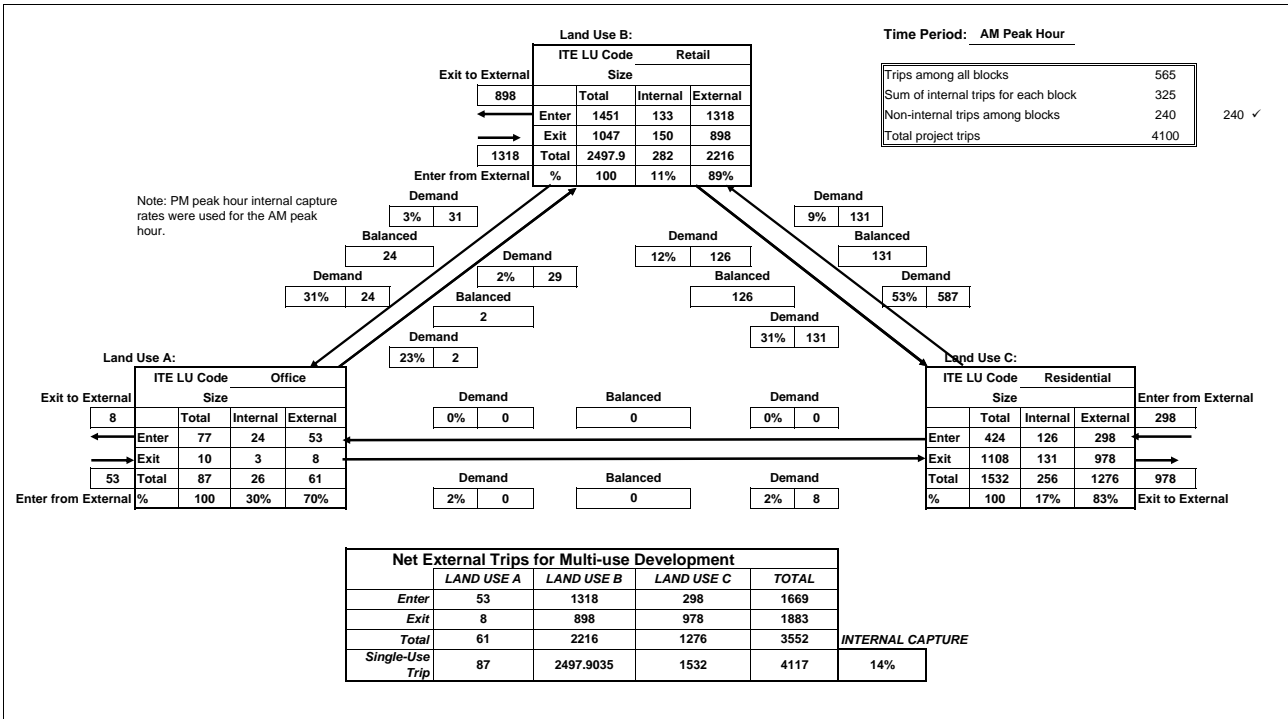 Land Use B:
Time Period: AM Peak Hour
ITE LU Code Retail
Exit to External Size
898 Total Internal External
Enter 1451 133 1318
Exit 1047 150 898
1318 Total 2497.9 282 2216
Enter from External % 100 11% 89%
Trips among all blocks 565
Sum of internal trips for each block 325
Non-internal trips among blocks 240 240 ✓
Total project trips 4100
Note: PM peak hour internal capture
rates were used for the AM peak
hour.
Demand
3% 31
Balanced
24
Demand
31% 24
Demand
2% 29
Balanced
2
Demand
23% 2
Demand
12% 126
Balanced
126
Demand
31% 131
Demand
9% 131
Balanced
131
Demand
53% 587
Land Use A:
ITE LU Code Office
Exit to External Size
8 Total Internal External
Enter 77 24 53
Exit 10 3 8
53 Total 87 26 61
Enter from External % 100 30% 70%
Demand Balanced Demand
0% 0 0 0% 0
Demand Balanced Demand
2% 0 0 2% 8
Land Use C:
ITE LU Code Residential
Size Enter from External
Total Internal External 298
Enter 424 126 298
Exit 1108 131 978
Total 1532 256 1276 978
% 100 17% 83% Exit to External
Net External Trips for Multi-use Development
LAND USE A LAND USE B LAND USE C TOTAL
Enter 53 1318 298 1669
Exit 8 898 978 1883
Total 61 2216 1276 3552 INTERNAL CAPTURE
Single-Use
Trip 87 2497.9035 1532 4117 14%